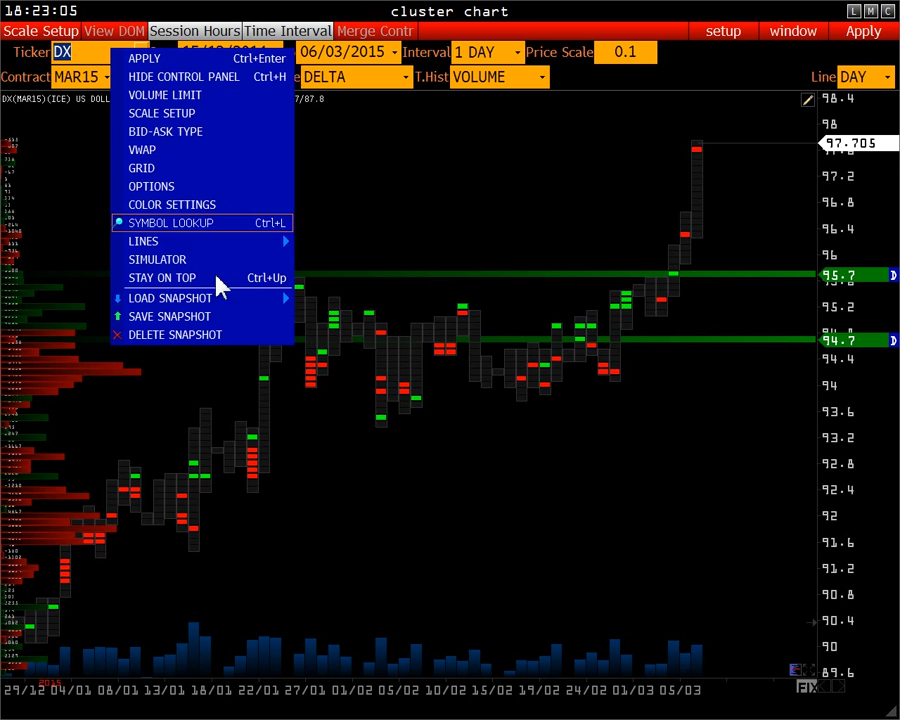 18:23:05 cluster chart L M C
Scale Setup View DOM Session Hours Time Interval Merge Contr setup window Apply
Ticker DX 06/03/2015 Interval 1 DAY Price Scale 0.1
Contract MAR15 DELTA T.Hist VOLUME Line DAY
DX(MAR15)(ICE) US DOLL 7/87.8
APPLY Ctrl+Enter
HIDE CONTROL PANEL Ctrl+H
VOLUME LIMIT
SCALE SETUP
BID-ASK TYPE
VWAP
GRID
OPTIONS
COLOR SETTINGS
SYMBOL LOOKUP Ctrl+L
LINES
SIMULATOR
STAY ON TOP Ctrl+Up
LOAD SNAPSHOT
SAVE SNAPSHOT
DELETE SNAPSHOT
98.4
98
97.705
97.2
96.8
96.4
96
95.7 D
95.2
94.7 D
94.4
94
93.6
93.2
92.8
92.4
92
91.6
91.2
90.8
90.4
90
89.6
2015
29/12 04/01 08/01 13/01 18/01 22/01 27/01 01/02 05/02 10/02 15/02 19/02 24/02 01/03 05/03
FIX